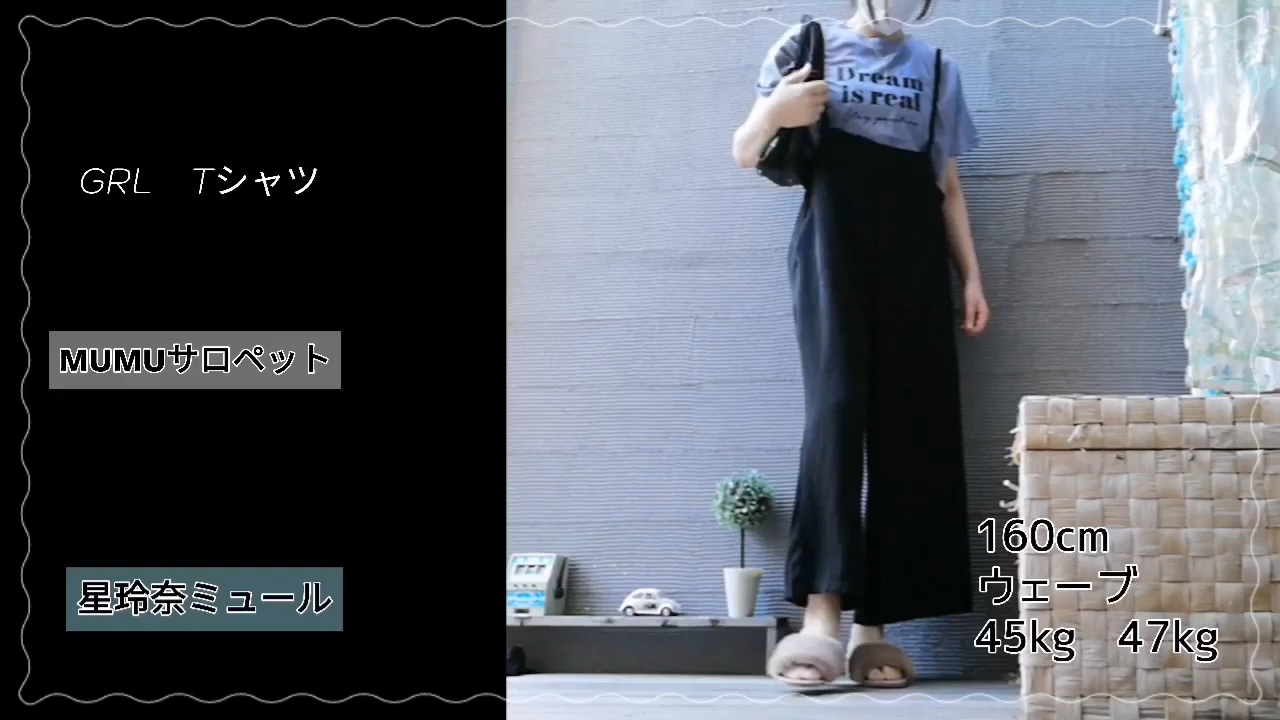 GRL Tシャツ
MUMUサロペット
星玲奈ミュール
Dream
is real
160cm
ウェーブ
45kg 47kg